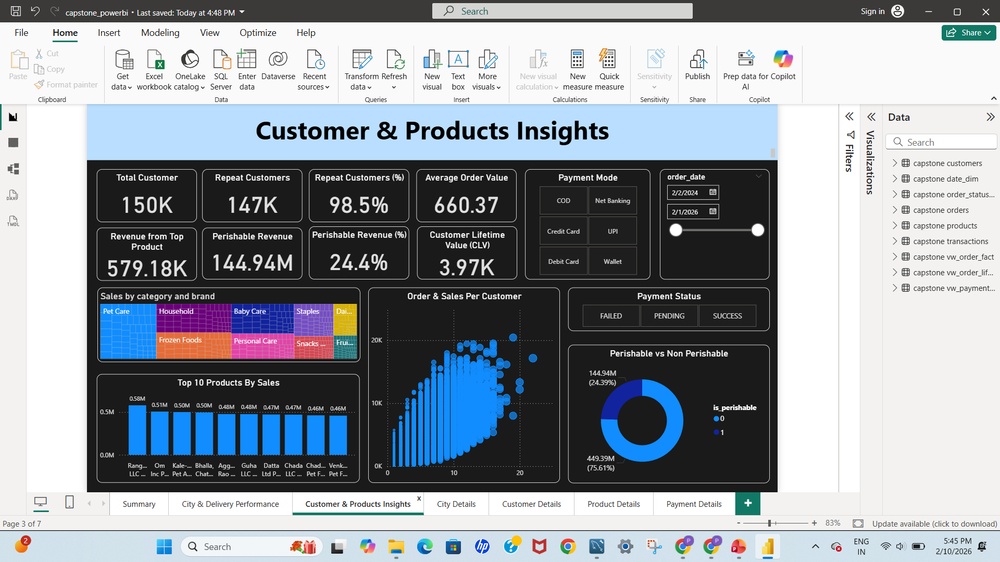 capstone_powerbi • Last saved: Today at 4:48 PM
Search
Sign in
File
Home
Insert
Modeling
View
Optimize
Help
Share
Paste
Cut
Copy
Format painter
Clipboard
Get data
Excel workbook
OneLake catalog
SQL Server
Enter data
Dataverse
Recent sources
Data
Transform data
Refresh
Queries
New visual
Text box
More visuals
Insert
New visual calculation
New measure
Quick measure
Calculations
Sensitivity
Sensitivity
Publish
Share
Prep data for AI
Copilot
Copilot
Customer & Products Insights
Total Customer
150K
Repeat Customers
147K
Repeat Customers (%)
98.5%
Average Order Value
660.37
Revenue from Top
Product
579.18K
Perishable Revenue
144.94M
Perishable Revenue (%)
24.4%
Customer Lifetime
Value (CLV)
3.97K
Payment Mode
COD
Net Banking
Credit Card
UPI
Debit Card
Wallet
order_date
2/2/2024
2/1/2026
Sales by category and brand
Pet Care
Household
Baby Care
Staples
Dai...
Frozen Foods
Personal Care
Snacks ...
Frui...
Top 10 Products By Sales
0.58M
0.51M
0.50M
0.50M
0.48M
0.48M
0.47M
0.47M
0.46M
0.46M
0.5M
0.0M
Rang... LLC ...
Om Inc P...
Kale-... Pet A...
Bhalla, Chat...
Agg... Rao ...
Guha LLC ...
Datta Ltd P...
Chada LLC ...
Chad... Pet F...
Venk... Pet F...
Order & Sales Per Customer
20K
10K
0K
0
10
20
Payment Status
FAILED
PENDING
SUCCESS
Perishable vs Non Perishable
144.94M
(24.39%)
449.39M
(75.61%)
is_perishable
0
1
Filters
Visualizations
Data
Search
capstone customers
capstone date_dim
capstone order_status...
capstone orders
capstone products
capstone transactions
capstone vw_order_fact
capstone vw_order_lif...
capstone vw_payment...
DAX
TMDL
Summary
City & Delivery Performance
Customer & Products Insights
x
City Details
Customer Details
Product Details
Payment Details
+
Page 3 of 7
- + 83%
Update available (click to download)
2
Search
hp
?
P
P
P
ENG
IN
5:45 PM
2/10/2026